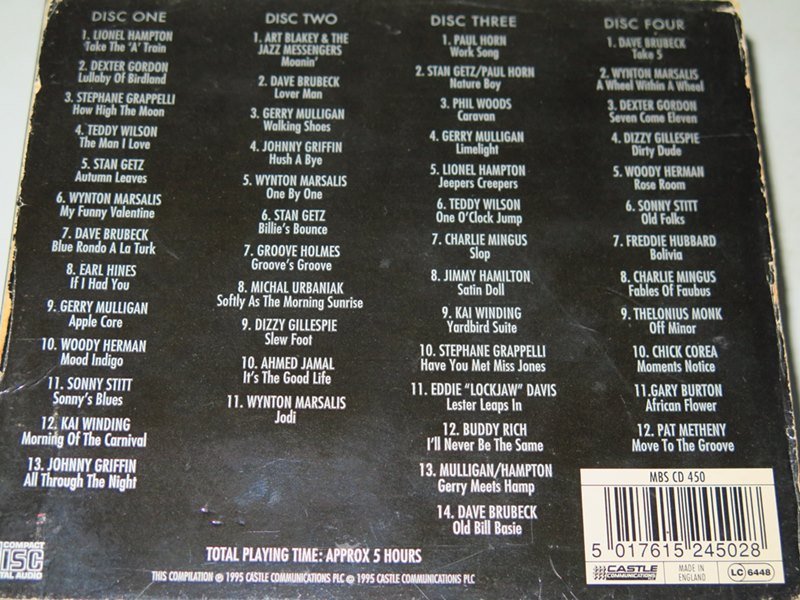 DISC ONE
1. LIONEL HAMPTON
'Take The 'A' Train
2. DEXTER GORDON
Lullaby Of Birdland
3. STEPHANE GRAPPELLI
How High The Moon
4. TEDDY WILSON
The Man I Love
5. STAN GETZ
Autumn Leaves
6. WYNTON MARSALIS
My Funny Valentine
7. DAVE BRUBECK
Blue Rondo A La Turk
8. EARL HINES
If I Had You
9. GERRY MULLIGAN
Apple Core
10. WOODY HERMAN
Mood Indigo
11. SONNY STITT
Sonny's Blues
12. KAI WINDING
Morning Of The Carnival
13. JOHNNY GRIFFIN
All Through The Night
DISC TWO
1. ART BLAKEY & THE
JAZZ MESSENGERS
Moanin'
2. DAVE BRUBECK
Lover Man
3. GERRY MULLIGAN
Walking Shoes
4. JOHNNY GRIFFIN
Hush A Bye
5. WYNTON MARSALIS
One By One
6. STAN GETZ
Billie's Bounce
7. GROOVE HOLMES
Groove's Groove
8. MICHAL URBANIAK
Softly As The Morning Sunrise
9. DIZZY GILLESPIE
Slew Foot
10. AHMED JAMAL
It's The Good Life
11. WYNTON MARSALIS
Jodi
DISC THREE
1. PAUL HORN
Work Song
2. STAN GETZ/PAUL HORN
Nature Boy
3. PHIL WOODS
Caravan
4. GERRY MULLIGAN
Limelight
5. LIONEL HAMPTON
Jeepers Creepers
6. TEDDY WILSON
One O'Clock Jump
7. CHARLIE MINGUS
Slop
8. JIMMY HAMILTON
Satin Doll
9. KAI WINDING
Yardbird Suite
10. STEPHANE GRAPPELLI
Have You Met Miss Jones
11. EDDIE "LOCKJAW" DAVIS
Lester Leaps In
12. BUDDY RICH
I'll Never Be The Same
13. MULLIGAN/HAMPTON
Gerry Meets Hamp
14. DAVE BRUBECK
Old Bill Basie
DISC FOUR
1. DAVE BRUBECK
Take 5
2. WYNTON MARSALIS
A Wheel Within A Wheel
3. DEXTER GORDON
Seven Come Eleven
4. DIZZY GILLESPIE
Dirty Dude
5. WOODY HERMAN
Rose Room
6. SONNY STITT
Old Folks
7. FREDDIE HUBBARD
Bolivia
8. CHARLIE MINGUS
Fables Of Faubus
9. THELONIUS MONK
Off Minor
10. CHICK COREA
Moments Notice
11.GARY BURTON
African Flower
12. PAT METHENY
Move To The Groove
MBS CD 450
5 017615 245028
CASTLE
COMMUNICATIONS
MADE IN
ENGLAND
LC 6448
COMPACT
DISC
DIGITAL AUDIO
TOTAL PLAYING TIME: APPROX 5 HOURS
THIS COMPILATION ℗ 1995 CASTLE COMMUNICATIONS PLC © 1995 CASTLE COMMUNICATIONS PLC